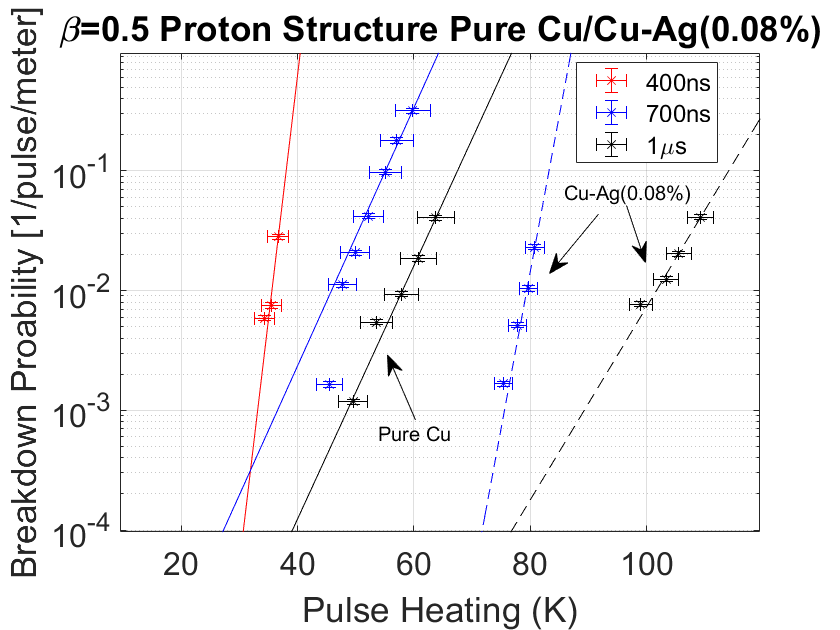 β=0.5 Proton Structure Pure Cu/Cu-Ag(0.08%)
Breakdown Proability [1/pulse/meter]
10-1
10-2
10-3
10-4
400ns
700ns
1μs
Cu-Ag(0.08%)
Pure Cu
20 40 60 80 100
Pulse Heating (K)